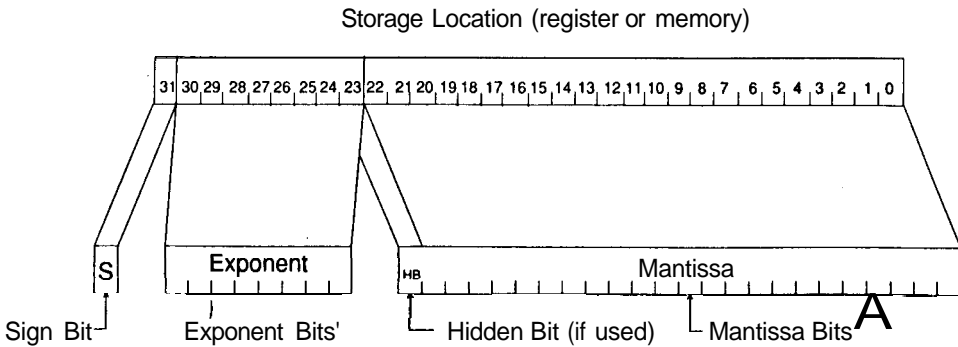 Storage Location (register or memory)
31 30 29 28 27 26 25 24 23 22 21 20 19 18 17 16 15 14 13 12 11 10 9 8 7 6 5 4 3 2 1 0
S Exponent HB Mantissa
Sign Bit Exponent Bits' Hidden Bit (if used) Mantissa Bits A